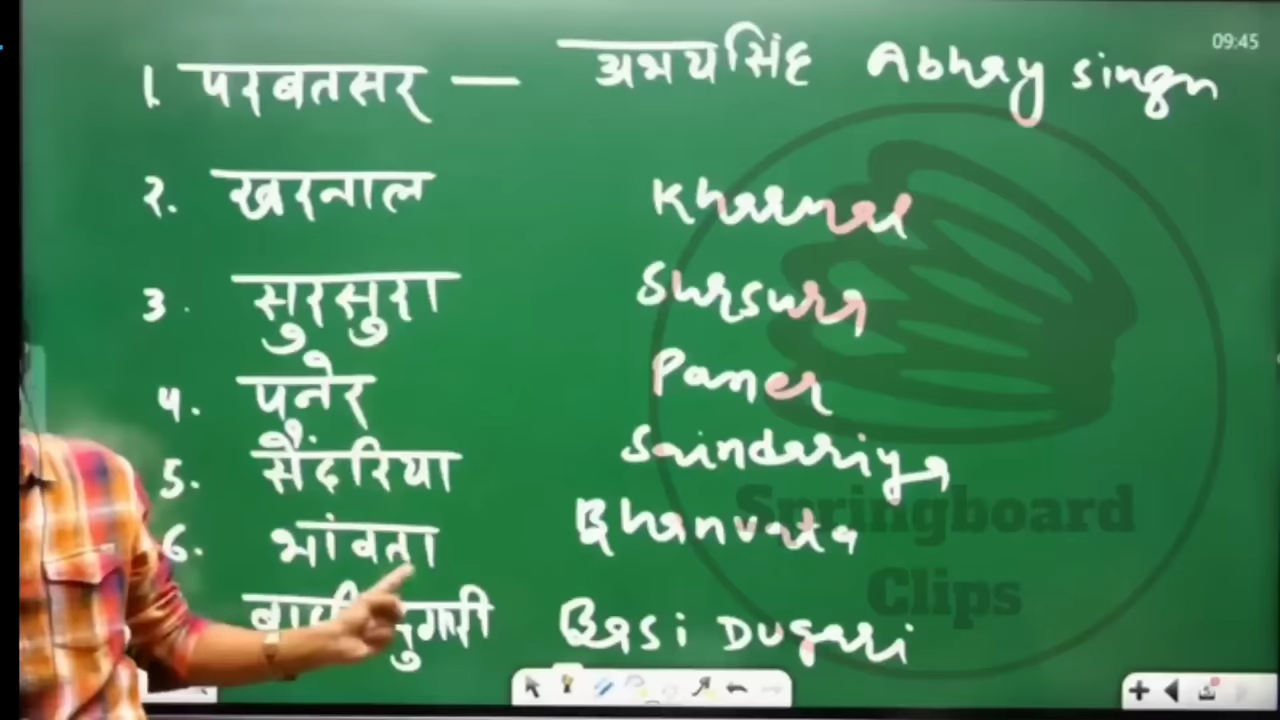 09:45
1. परबतसर — अभयसिंह Abhay Singh
२. खरनाल Kharnal
3. सुरसुरा Sursura
4. पनेर Paner
5. सैंदरिया Saindariya
6. भांवता Bhanvata
Basi Dugari
Springboard
Clips